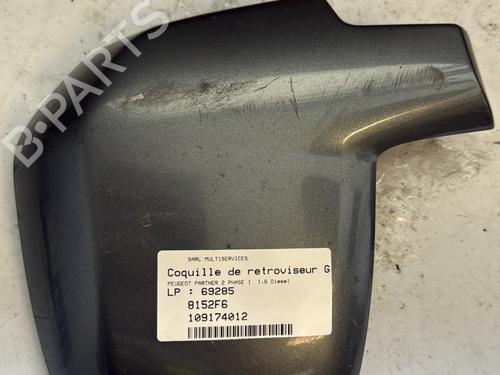 B-PARTS
SARL MULTISERVICES
Coquille de retroviseur G
PEUGEOT PARTNER 2 PHASE 1 1.6 Diesel
LP : 69285
8152F6
109174012